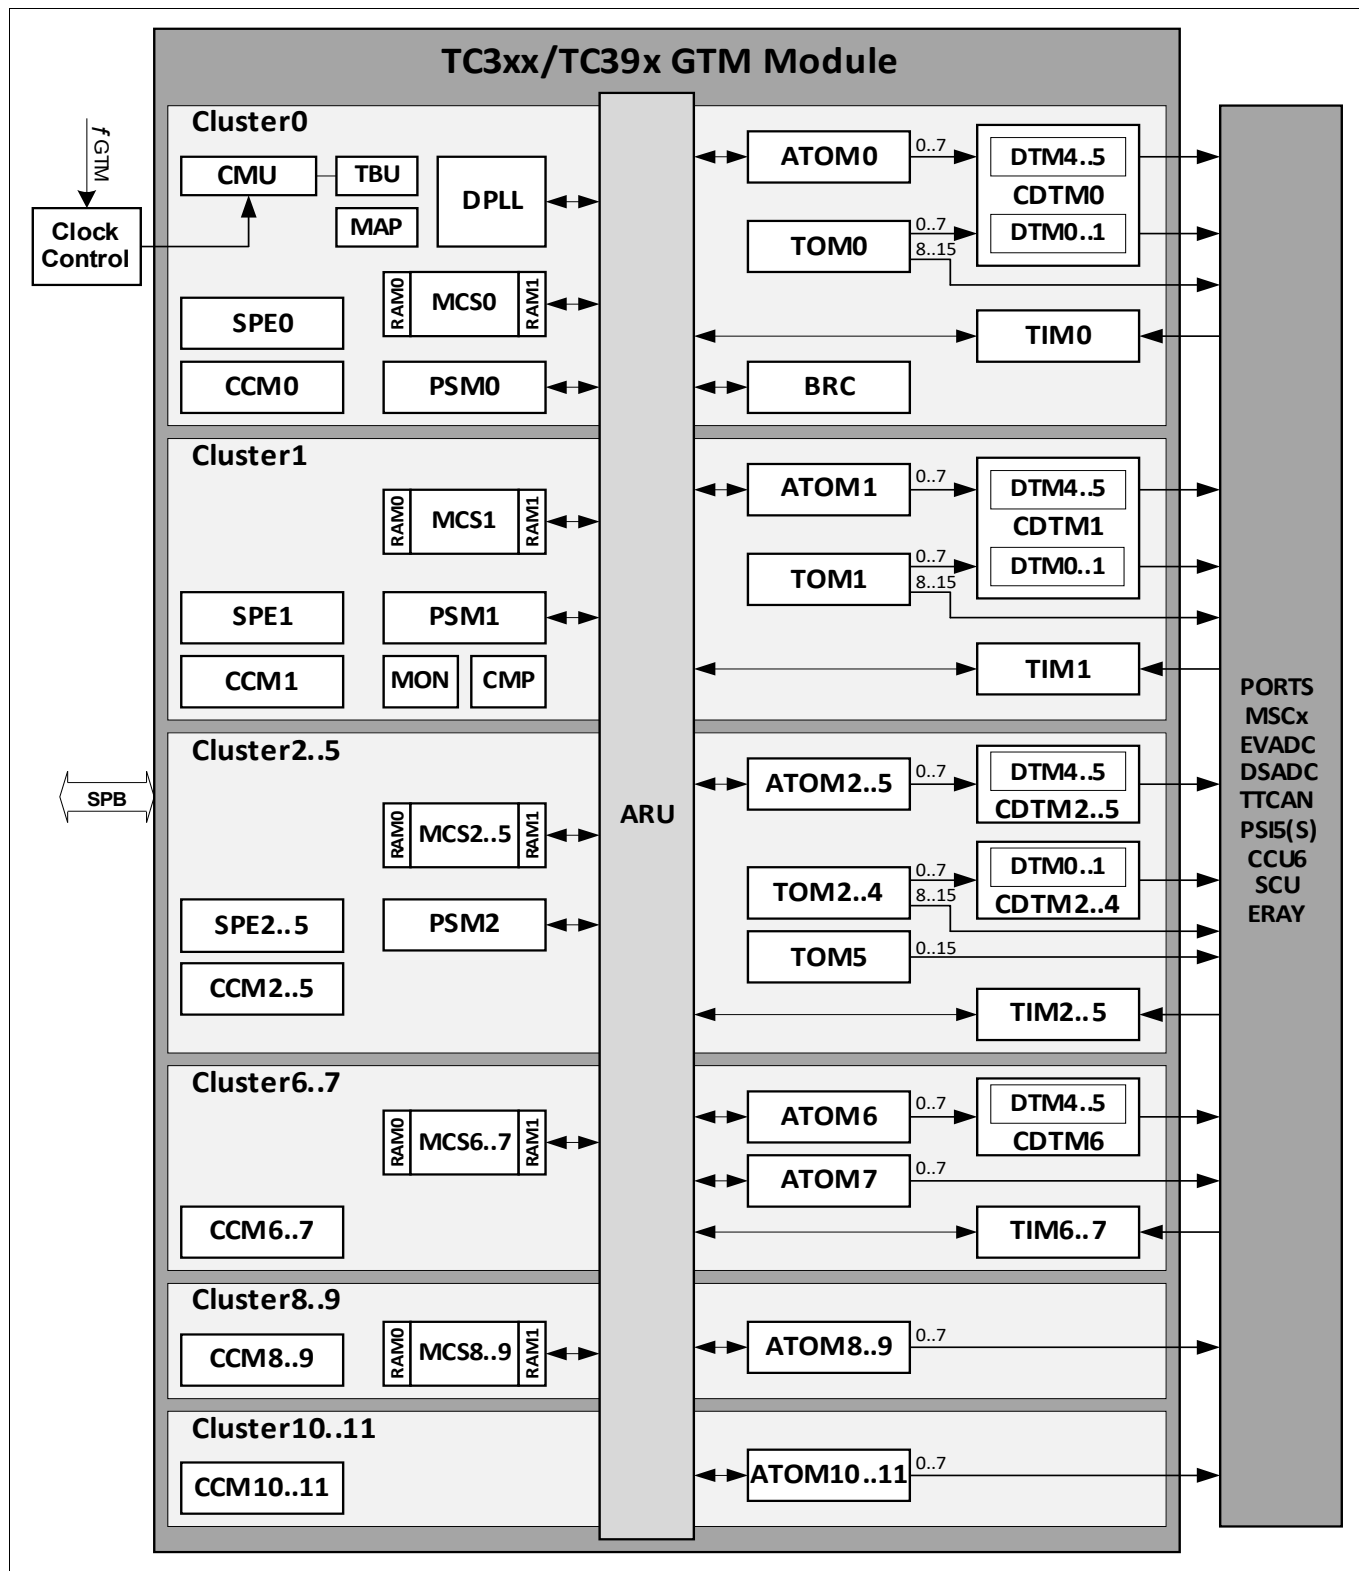 TC3xx/TC39x GTM Module
f GTM
Clock
Control
SPB
Cluster0
CMU
TBU
MAP
DPLL
RAM0
MCS0
RAM1
SPE0
CCM0
PSM0
ATOM0
0..7
DTM4..5
CDTM0
DTM0..1
TOM0
0..7
8..15
TIM0
BRC
Cluster1
RAM0
MCS1
RAM1
SPE1
PSM1
CCM1
MON
CMP
ATOM1
0..7
DTM4..5
CDTM1
DTM0..1
TOM1
0..7
8..15
TIM1
Cluster2..5
RAM0
MCS2..5
RAM1
SPE2..5
PSM2
CCM2..5
ATOM2..5
0..7
DTM4..5
CDTM2..5
TOM2..4
0..7
8..15
DTM0..1
CDTM2..4
TOM5
0..15
TIM2..5
ARU
Cluster6..7
RAM0
MCS6..7
RAM1
CCM6..7
ATOM6
0..7
DTM4..5
CDTM6
ATOM7
0..7
TIM6..7
Cluster8..9
CCM8..9
RAM0
MCS8..9
RAM1
ATOM8..9
0..7
Cluster10..11
CCM10..11
ATOM10..11
0..7
PORTS
MSCx
EVADC
DSADC
TTCAN
PSI5(S)
CCU6
SCU
ERAY